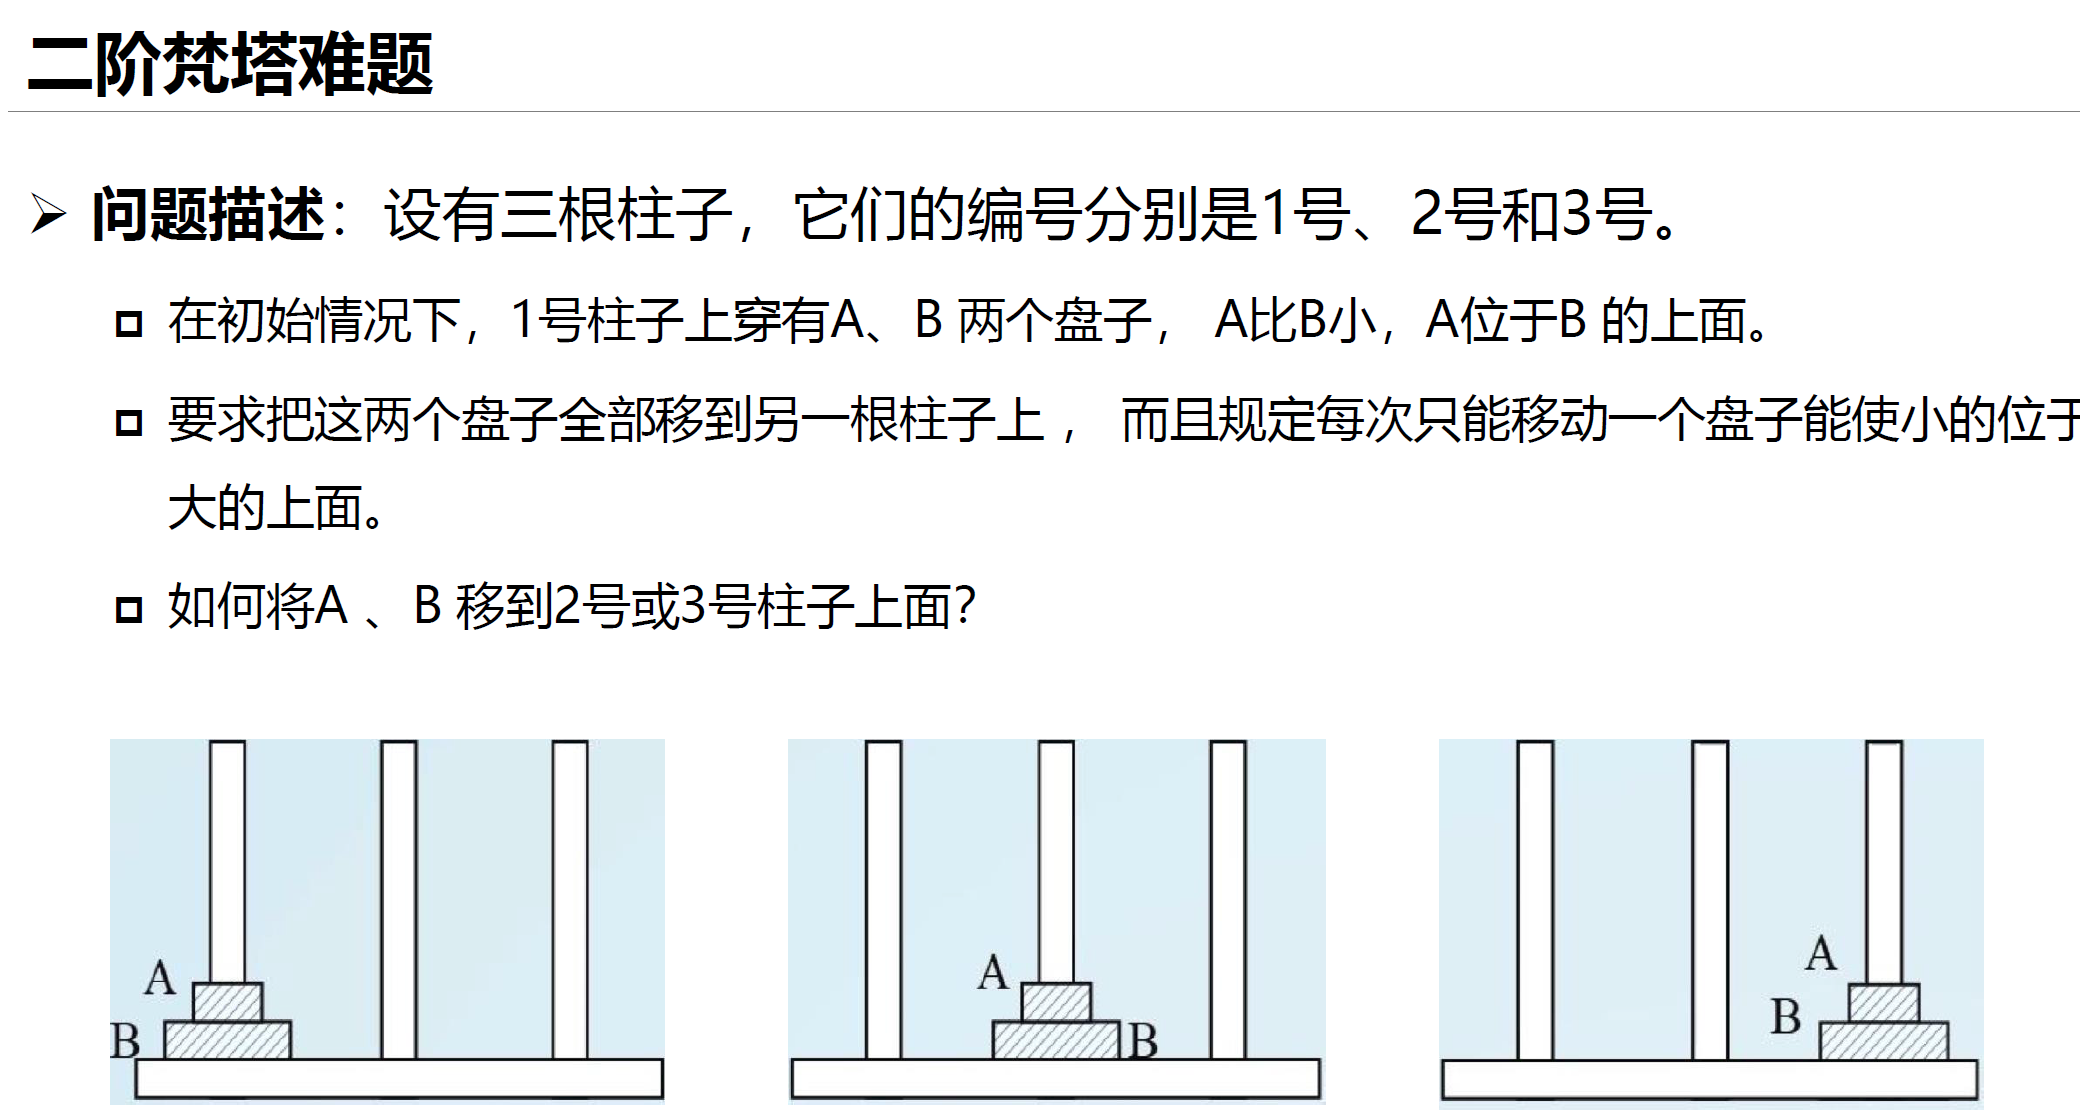 二阶梵塔难题
问题描述：设有三根柱子，它们的编号分别是1号、2号和3号。
在初始情况下，1号柱子上穿有A、B 两个盘子， A比B小，A位于B 的上面。
要求把这两个盘子全部移到另一根柱子上， 而且规定每次只能移动一个盘子能使小的位于
大的上面。
如何将A 、B 移到2号或3号柱子上面？
A
B
A
B
A
B